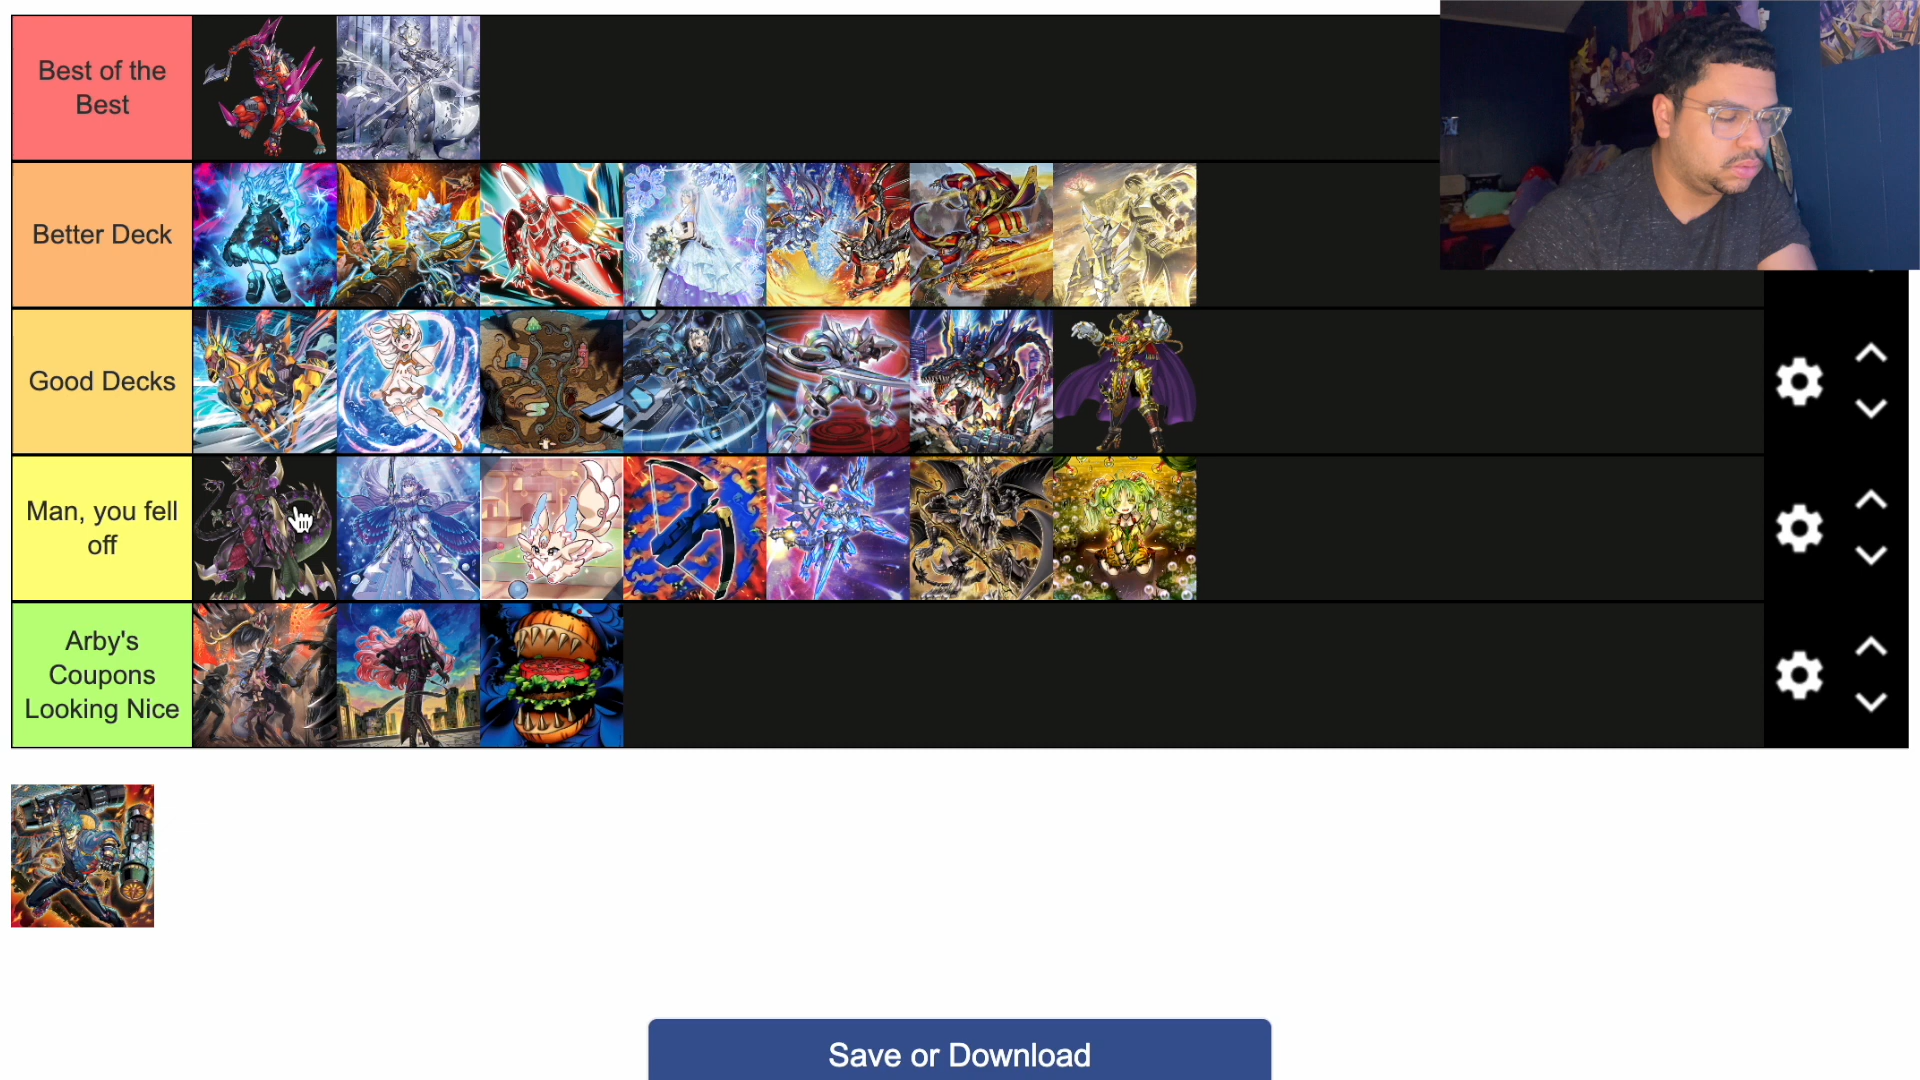 Best of the
Best
Better Deck
Good Decks
Man, you fell
off
Arby's
Coupons
Looking Nice
Save or Download